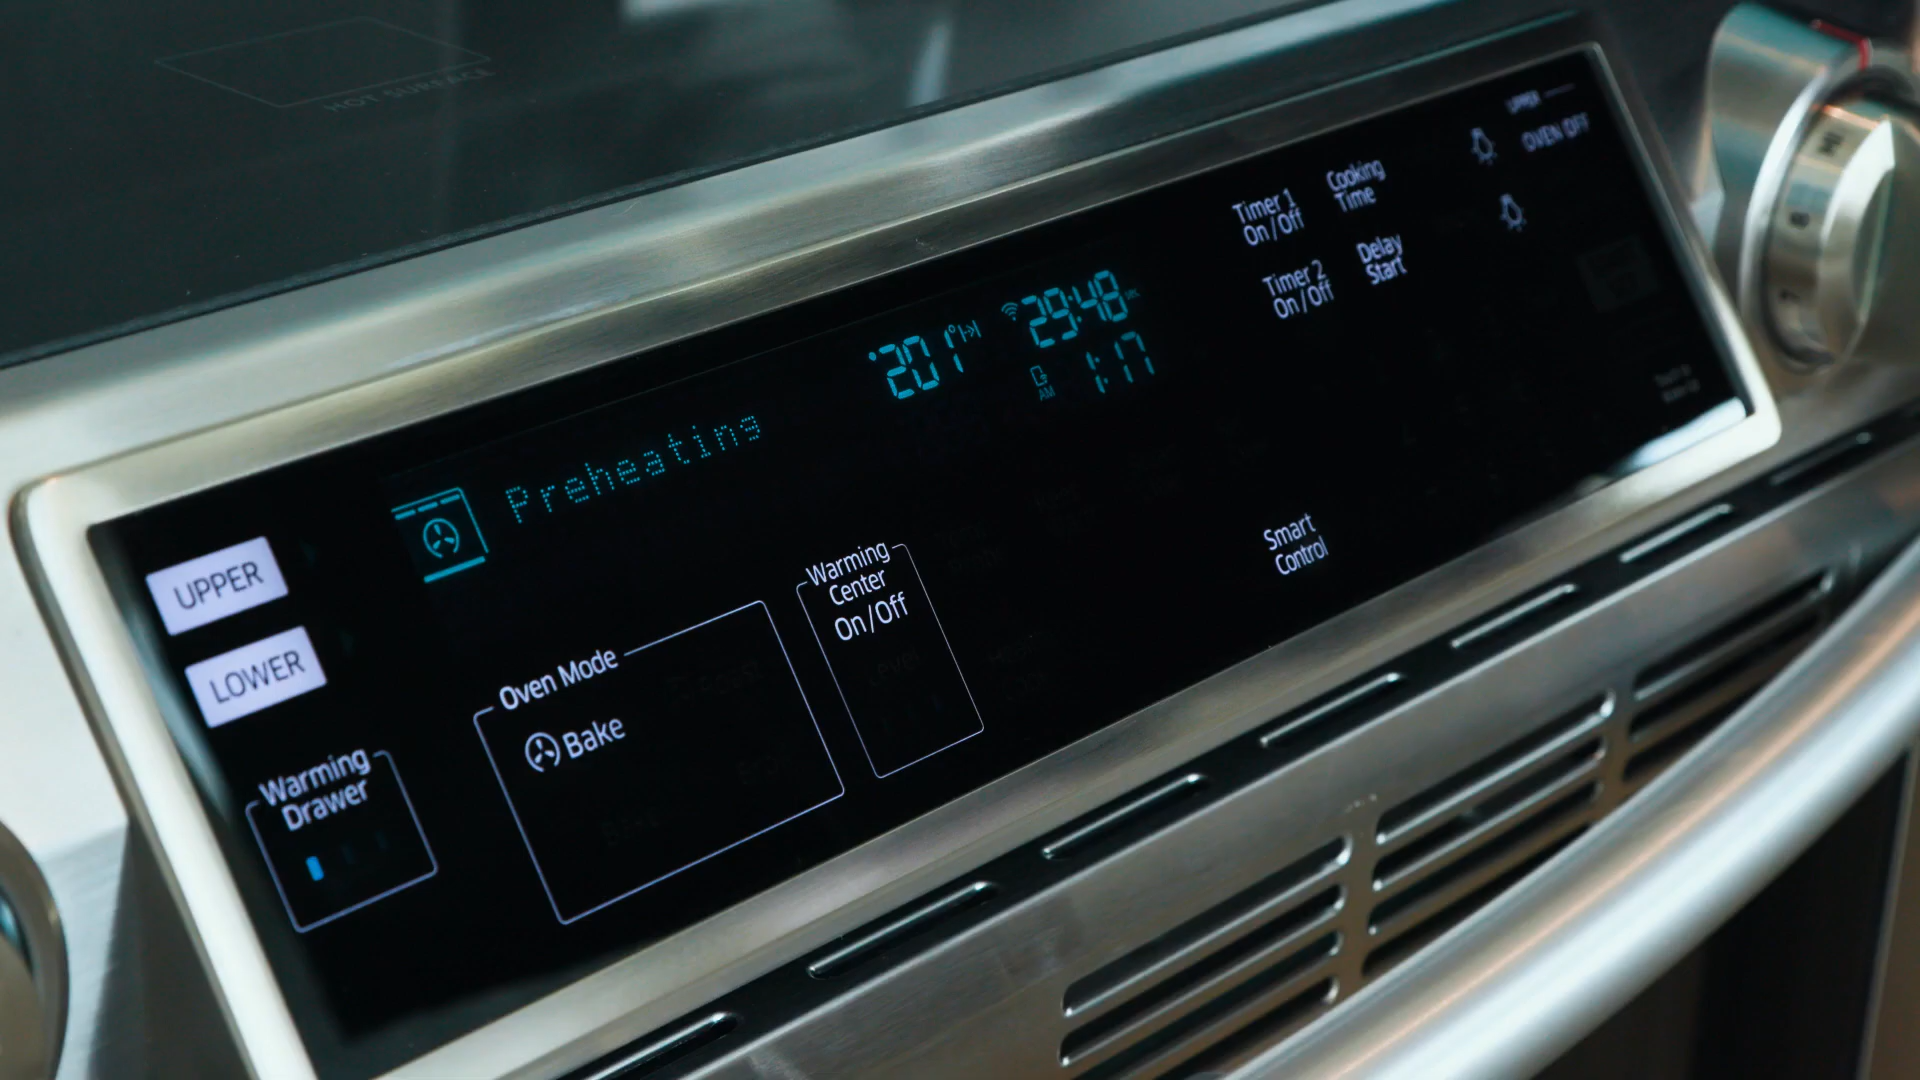 HOT SURFACE
UPPER
OVEN OFF
Timer 1
On/Off
Cooking
Time
Timer 2
On/Off
Delay
Start
201°
29:48
AM 1:17
Preheating
UPPER
LOWER
Warming
Drawer
Oven Mode
Bake
Warming
Center
On/Off
Smart
Control